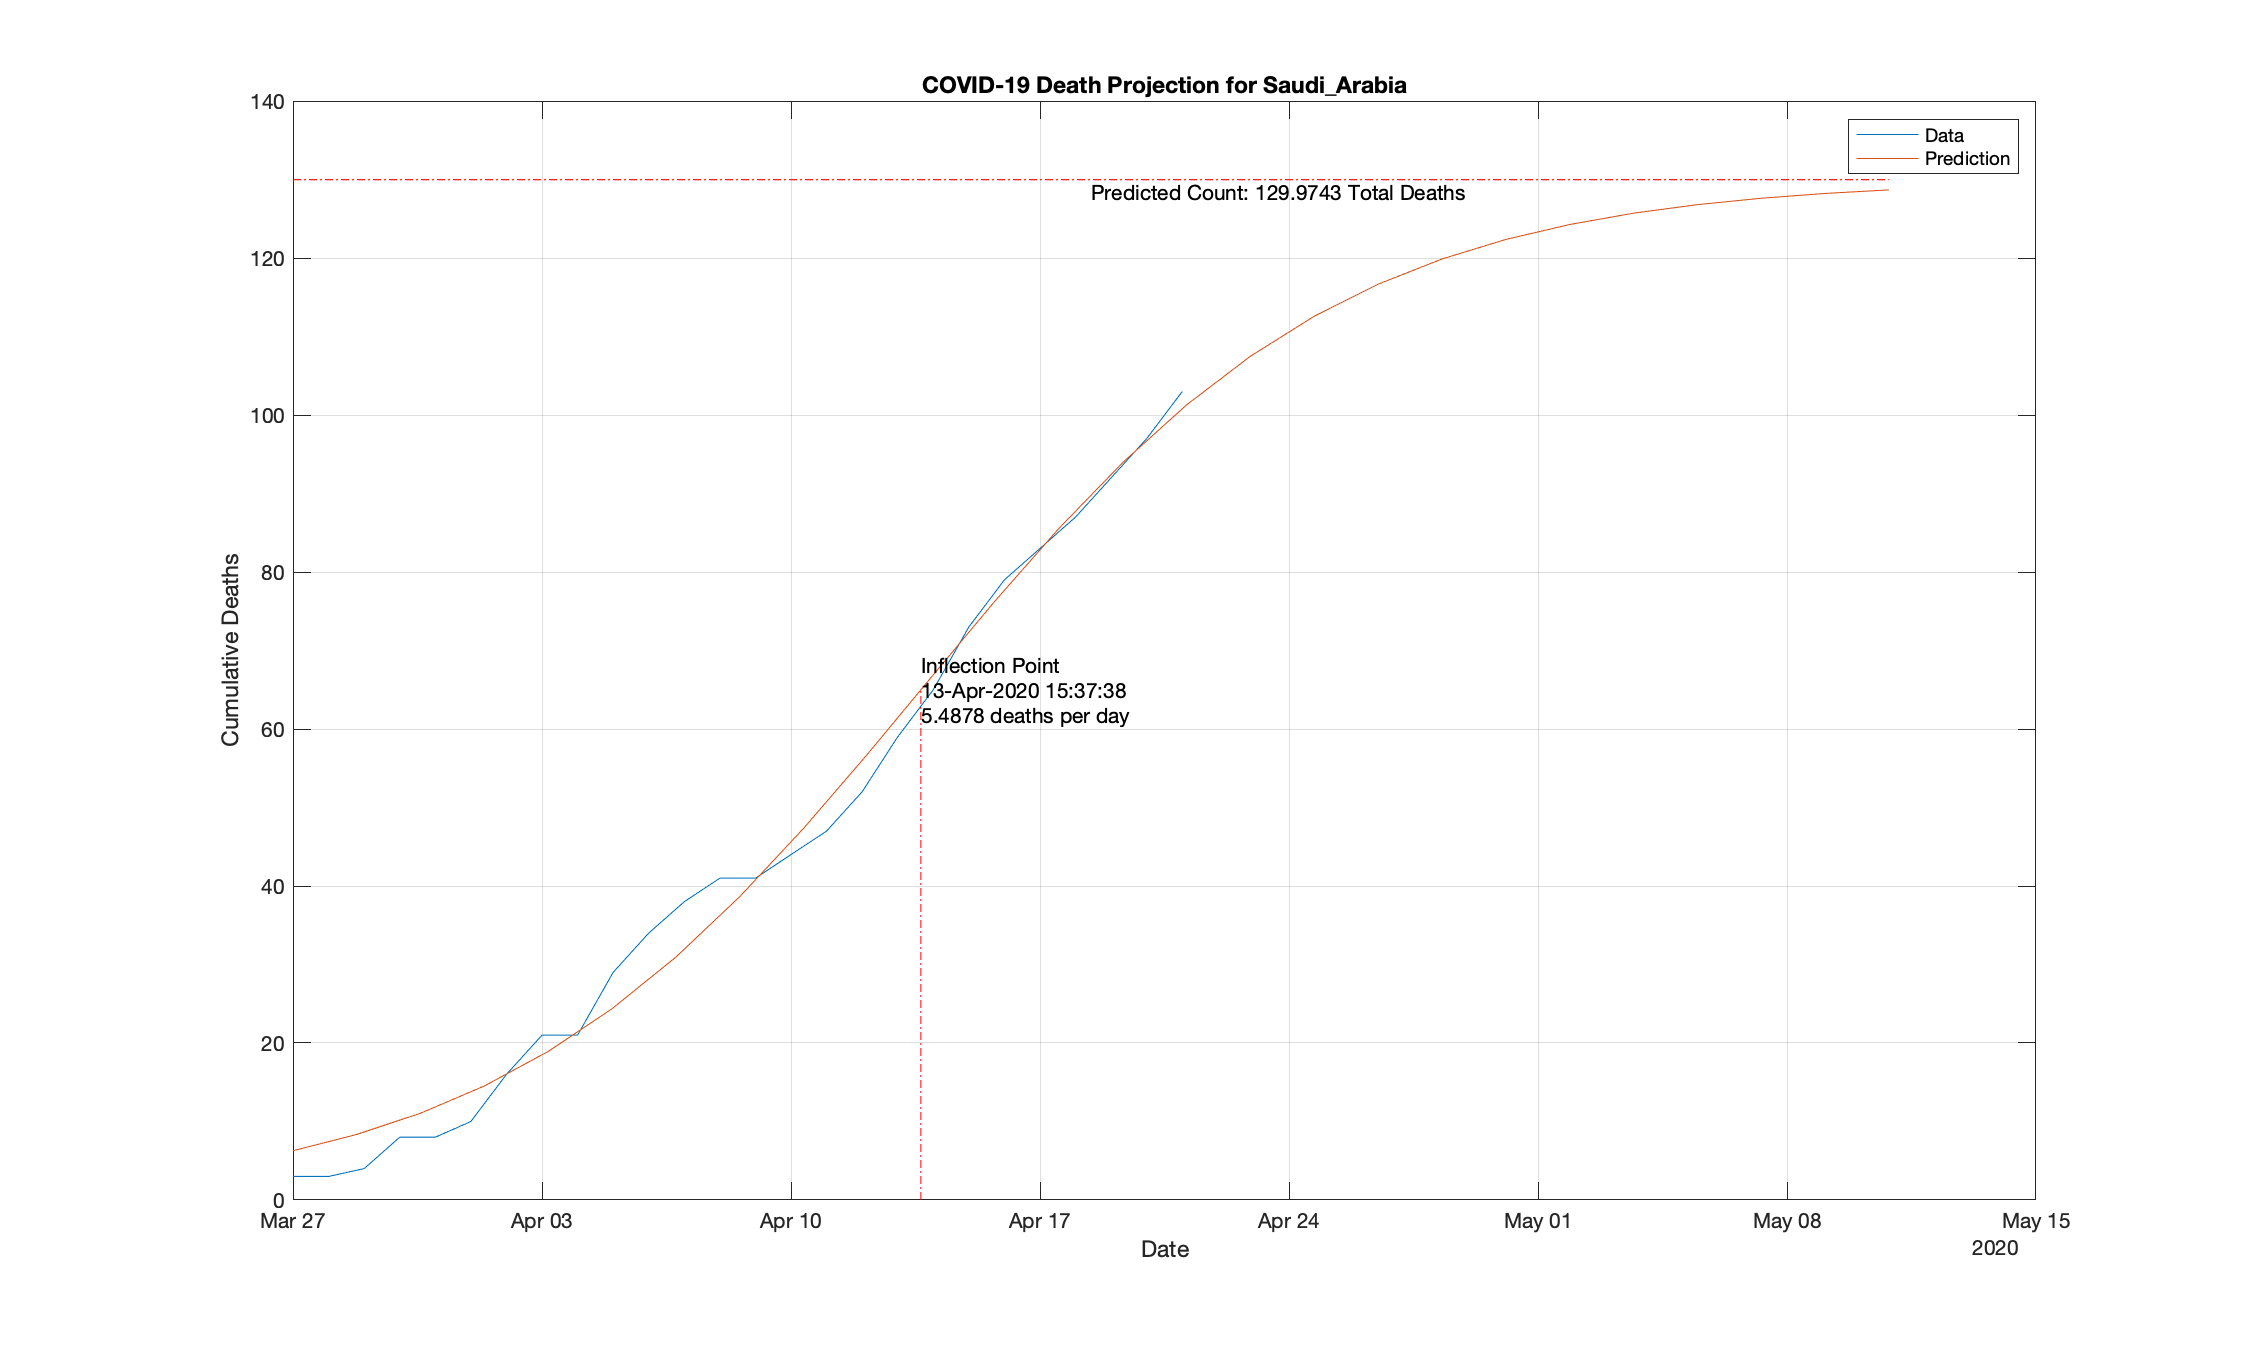 COVID-19 Death Projection for Saudi_Arabia
140
120
100
80
60
40
20
0
Cumulative Deaths
Data
Prediction
Predicted Count: 129.9743 Total Deaths
Inflection Point
13-Apr-2020 15:37:38
5.4878 deaths per day
Mar 27 Apr 03 Apr 10 Apr 17 Apr 24 May 01 May 08 May 15
Date
2020